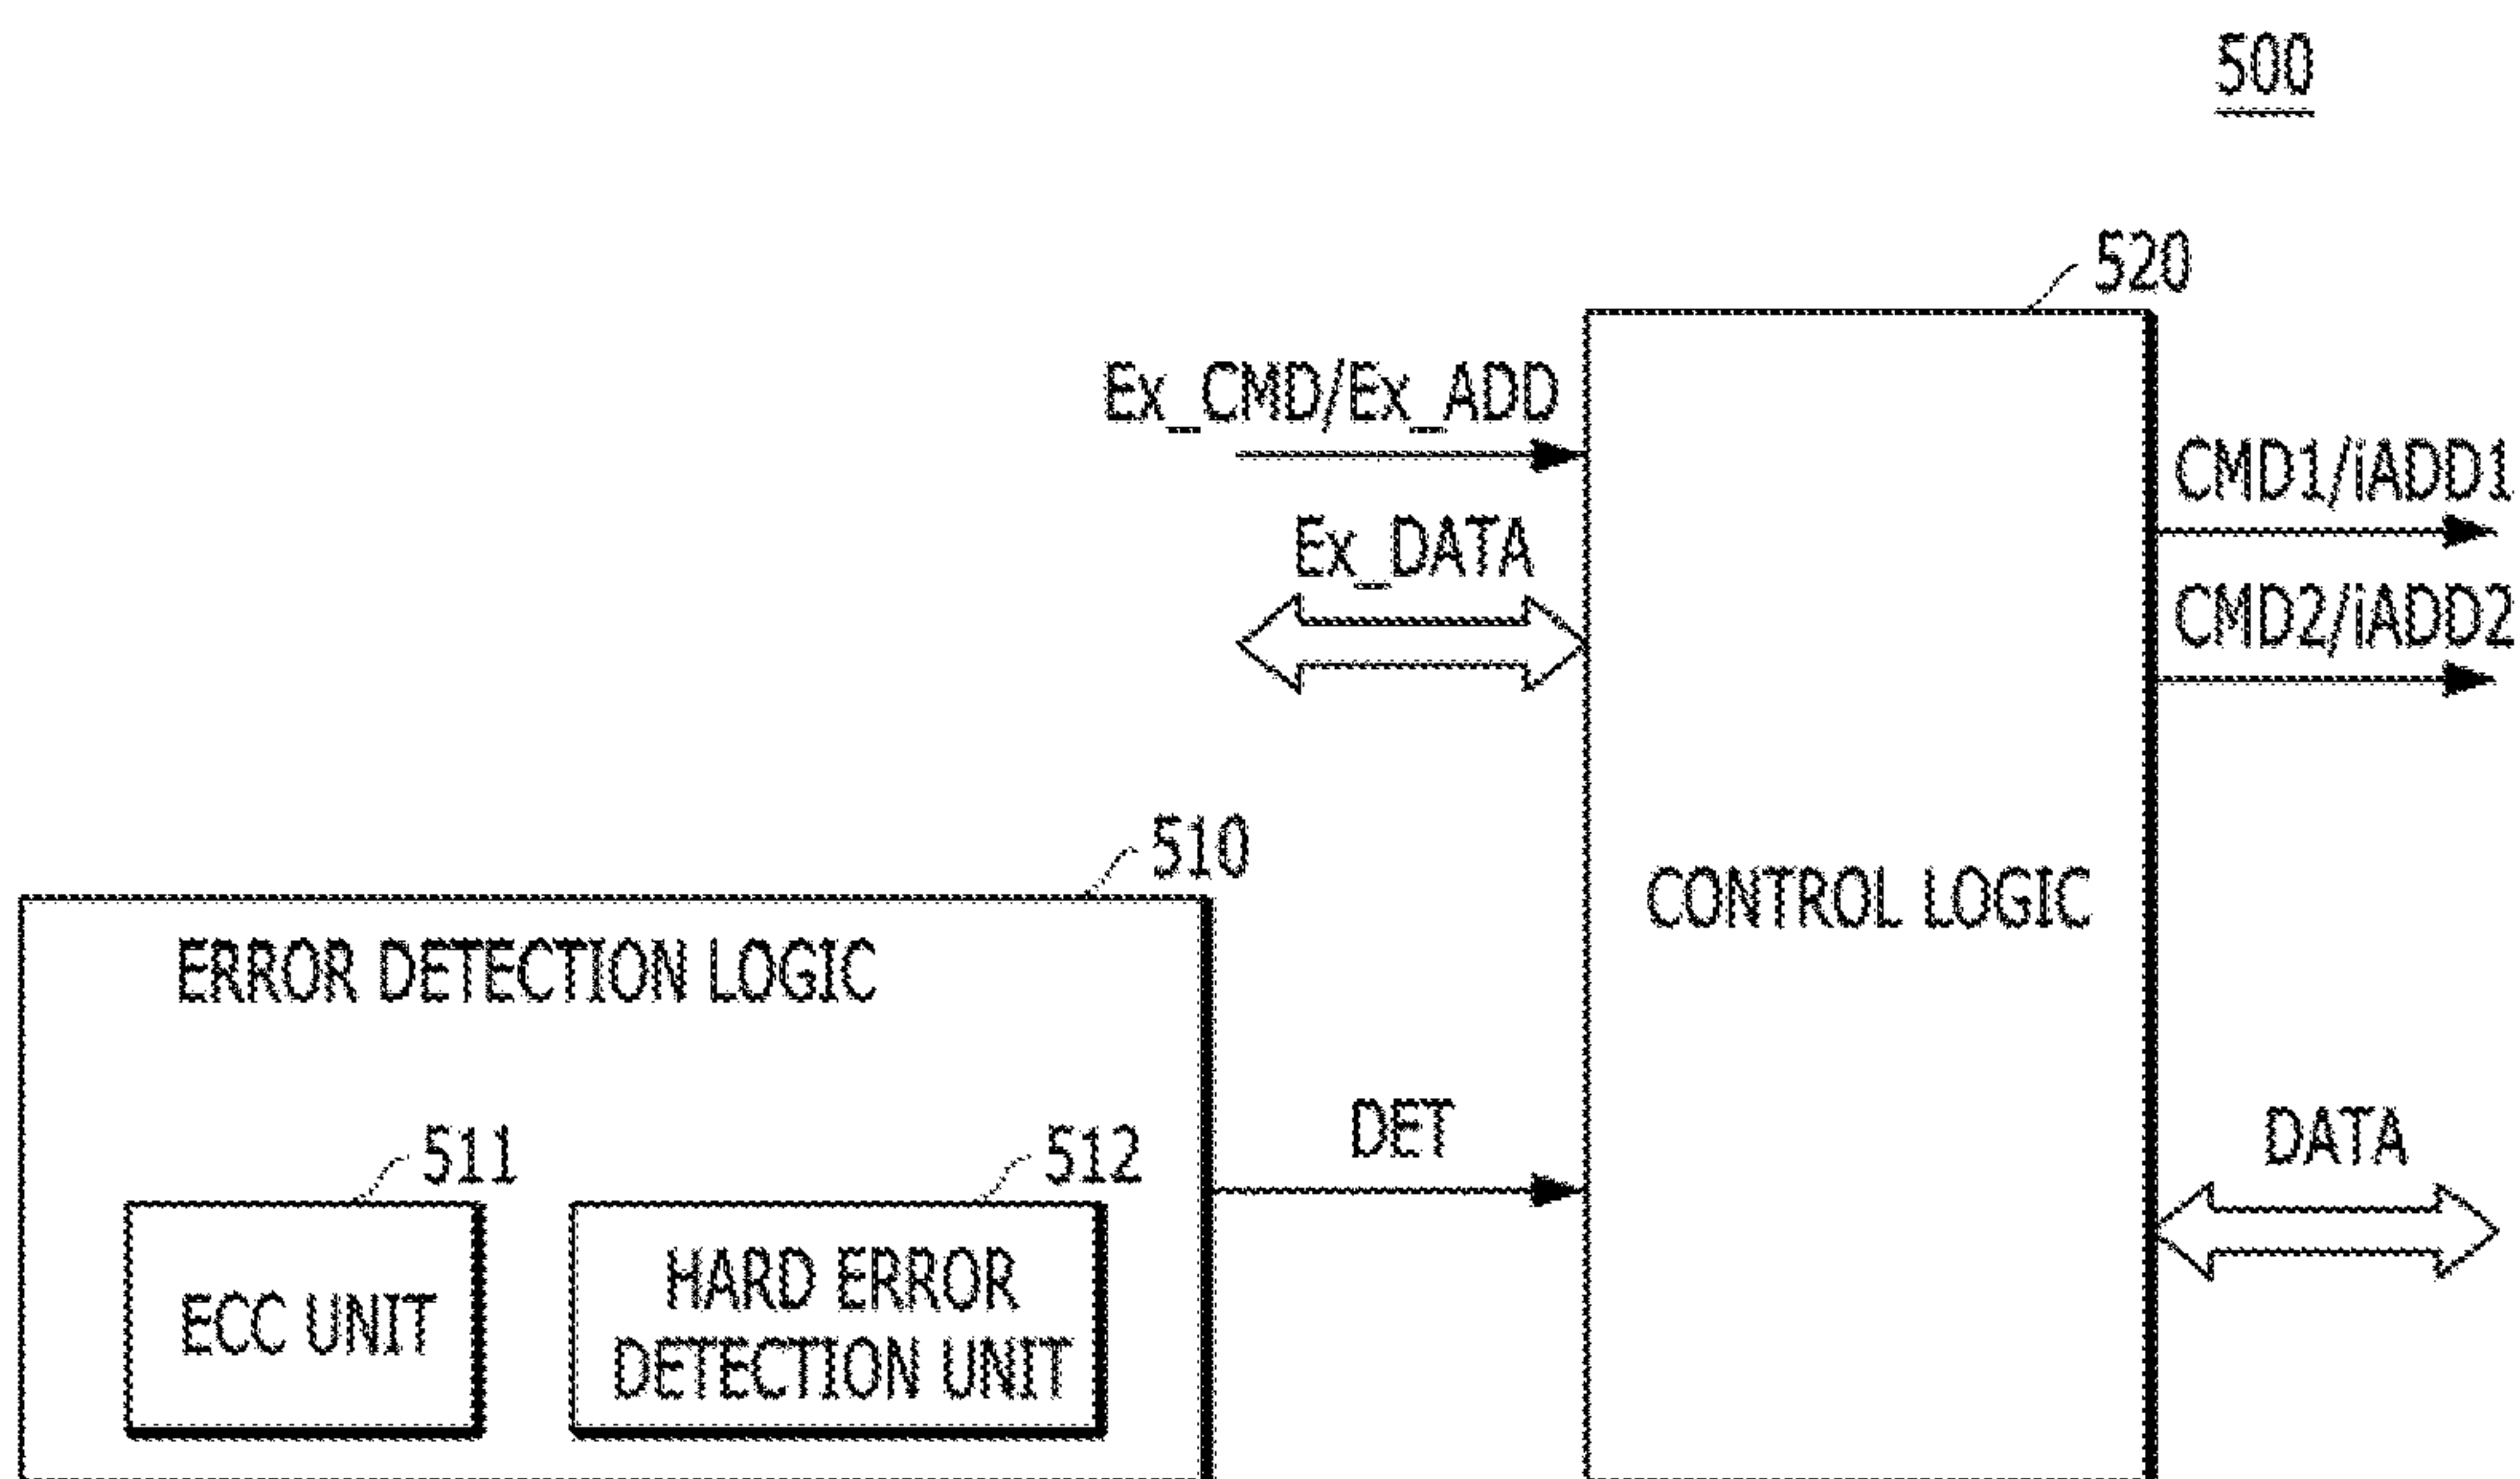 500
520
Ex_CMD/Ex_ADD
CMD1/iADD1
Ex_DATA
CMD2/iADD2
510
CONTROL LOGIC
ERROR DETECTION LOGIC
DET
DATA
511
512
ECC UNIT
HARD ERROR
DETECTION UNIT